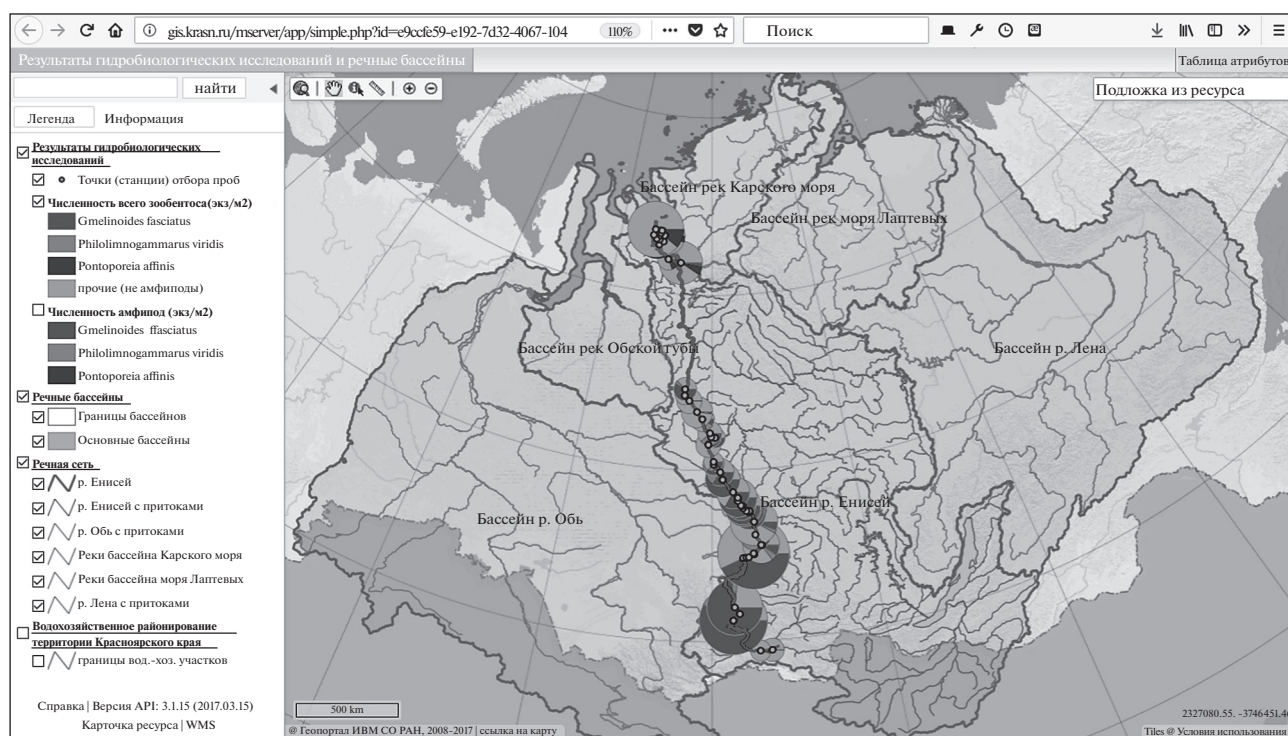 gis.krasn.ru/mserver/app/simple.php?id=e9ccfe59-e192-7d32-4067-104
110%
Поиск
Результаты гидробиологических исследований и речные бассейны
Таблица атрибутов
найти
Подложка из ресурса
Легенда
Информация
Результаты гидробиологических
исследований
Точки (станции) отбора проб
Численность всего зообентоса(экз/м2)
Gmelinoides fasciatus
Philolimnogammarus viridis
Pontoporeia affinis
прочие (не амфиподы)
Численность амфипод (экз/м2)
Gmelinoides ffasciatus
Philolimnogammarus viridis
Pontoporeia affinis
Речные бассейны
Границы бассейнов
Основные бассейны
Речная сеть
р. Енисей
р. Енисей с притоками
р. Обь с притоками
Реки бассейна Карского моря
Реки бассейна моря Лаптевых
р. Лена с притоками
Водохозяйственное районирование
территории Красноярского края
границы вод.-хоз. участков
Справка | Версия API: 3.1.15 (2017.03.15)
Карточка ресурса | WMS
Бассейн рек Карского моря
Бассейн рек моря Лаптевых
Бассейн рек Обской губы
Бассейн р. Лена
Бассейн р. Енисей
Бассейн р. Обь
500 km
2327080.55. -3746451.46
@ Геопортал ИВМ СО РАН, 2008-2017 | ссылка на карту
Tiles @ Условия использования